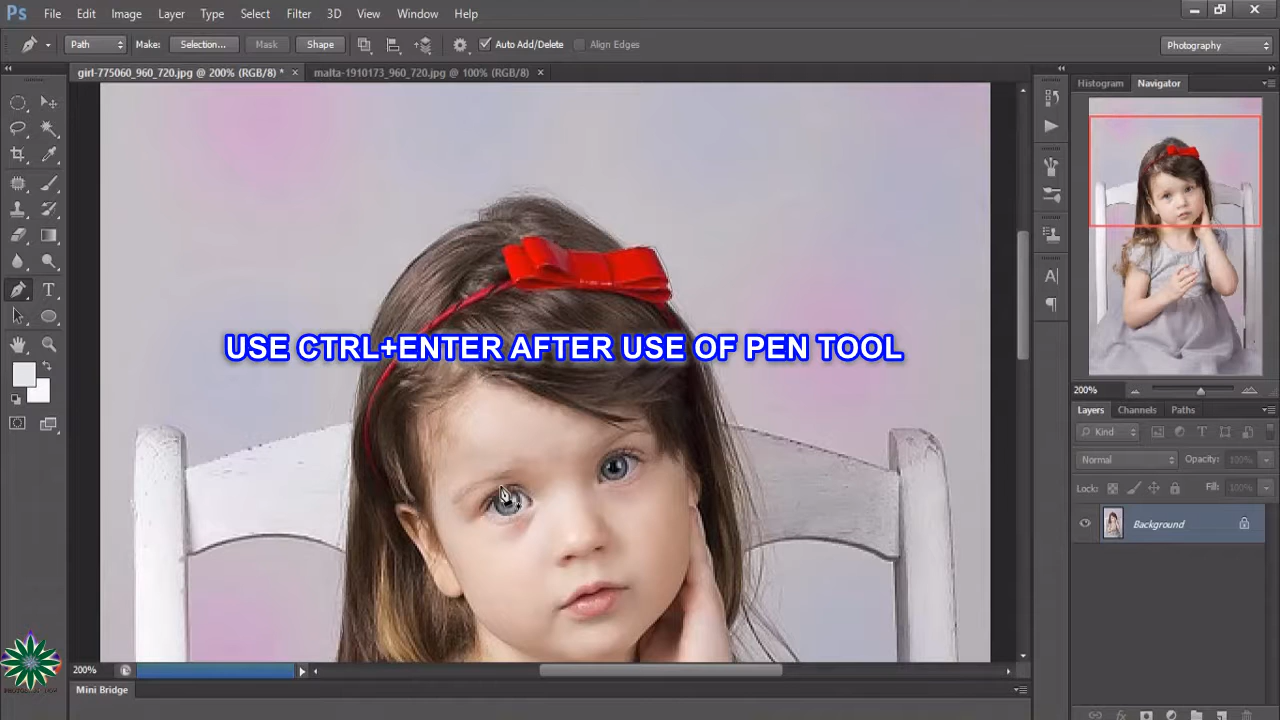 Ps File Edit Image Layer Type Select Filter 3D View Window Help
Path Make: Selection... Mask Shape Auto Add/Delete Align Edges Photography
girl-775060_960_720.jpg @ 200% (RGB/8) * × malta-1910173_960_720.jpg @ 100% (RGB/8) ×
Histogram Navigator
USE CTRL+ENTER AFTER USE OF PEN TOOL
200%
Layers Channels Paths
Kind
Normal Opacity: 100%
Lock: Fill: 100%
Background
200%
Mini Bridge